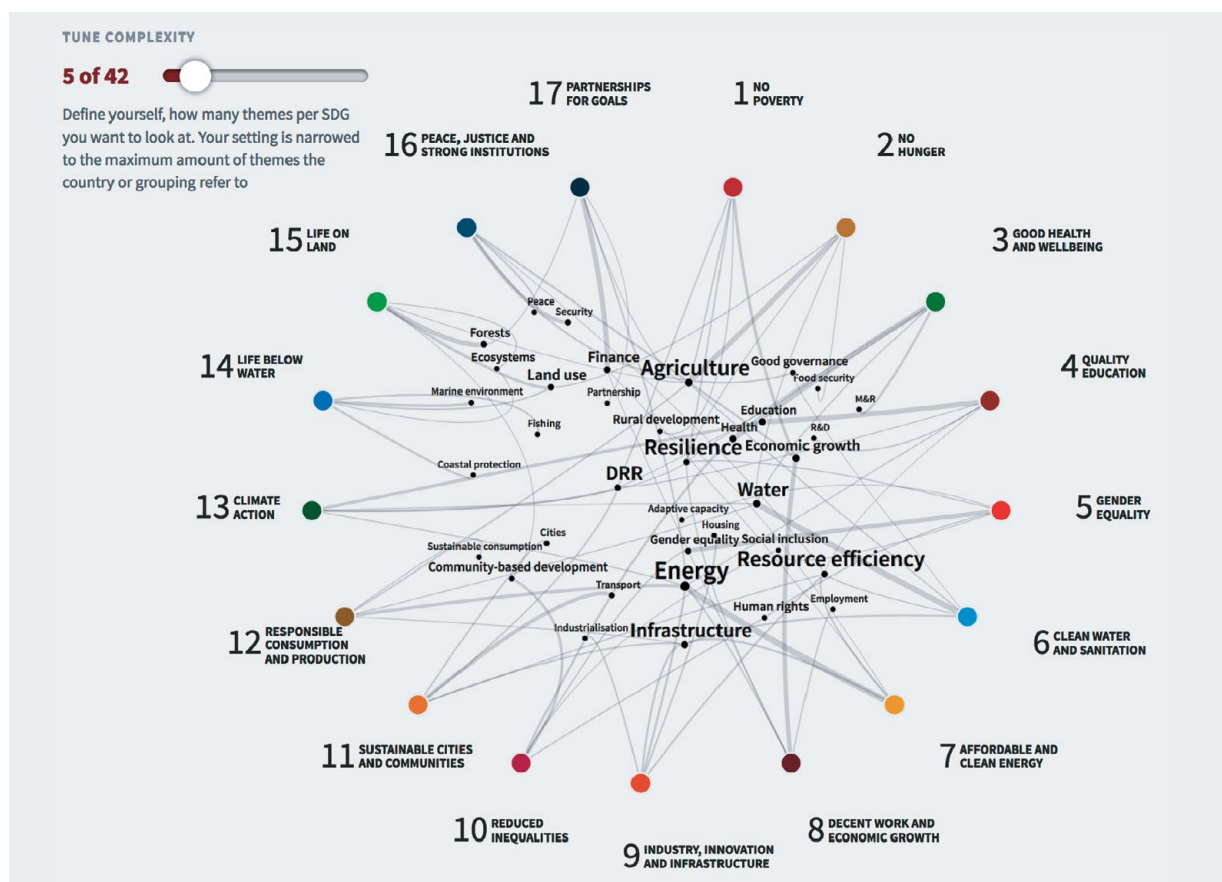 TUNE COMPLEXITY
5 of 42
Define yourself, how many themes per SDG
you want to look at. Your setting is narrowed
to the maximum amount of themes the
country or grouping refer to
17 PARTNERSHIPS
FOR GOALS
1 NO
POVERTY
16 PEACE, JUSTICE AND
STRONG INSTITUTIONS
2 NO
HUNGER
15 LIFE ON
LAND
3 GOOD HEALTH
AND WELLBEING
14 LIFE BELOW
WATER
4 QUALITY
EDUCATION
13 CLIMATE
ACTION
5 GENDER
EQUALITY
12 RESPONSIBLE
CONSUMPTION
AND PRODUCTION
6 CLEAN WATER
AND SANITATION
11 SUSTAINABLE CITIES
AND COMMUNITIES
7 AFFORDABLE AND
CLEAN ENERGY
10 REDUCED
INEQUALITIES
8 DECENT WORK AND
ECONOMIC GROWTH
9 INDUSTRY, INNOVATION
AND INFRASTRUCTURE
Peace
Security
Forests
Ecosystems
Land use
Finance
Agriculture
Good governance
Food security
Marine environment
Partnership
M&R
Education
Fishing
Rural development
Health
R&D
Resilience
Economic growth
Coastal protection
DRR
Water
Adaptive capacity
Housing
Cities
Sustainable consumption
Gender equality
Social inclusion
Community-based development
Energy
Resource efficiency
Transport
Human rights
Employment
Industrialisation
Infrastructure